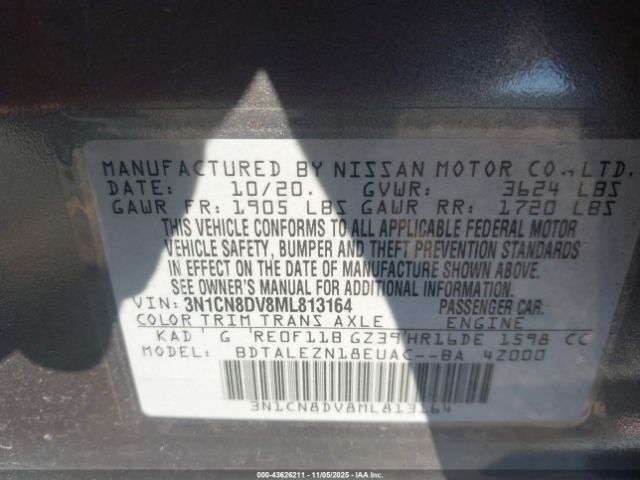 MANUFACTURED BY NISSAN MOTOR CO., LTD.
DATE: 10/20. GVWR: 3624 LBS
GAWR FR: 1905 LBS GAWR RR: 1720 LBS
THIS VEHICLE CONFORMS TO ALL APPLICABLE FEDERAL MOTOR
VEHICLE SAFETY, BUMPER AND THEFT PREVENTION STANDARDS
IN EFFECT ON THE DATE OF MANUFACTURE SHOWN ABOVE.
SEE OWNER'S MANUAL FOR ADDITIONAL INFORMATION.
VIN: 3N1CN8DV8ML813164 PASSENGER CAR.
COLOR TRIM TRANS AXLE ENGINE
KAD G RE0F11B GZ39 HR16DE 1598 CC
MODEL: BDTALEZN18EUAC--BA 4Z000
3N1CN8DV8ML813164
000-43626211 - 11/05/2025 - IAAI.COM